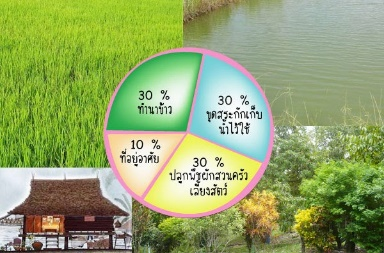 30 %
ทำนาข้าว
30 %
ขุดสระกักเก็บ
น้ำไว้ใช้
10 %
ที่อยู่อาศัย
30 %
ปลูกพืชผักสวนครัว
เลี้ยงสัตว์